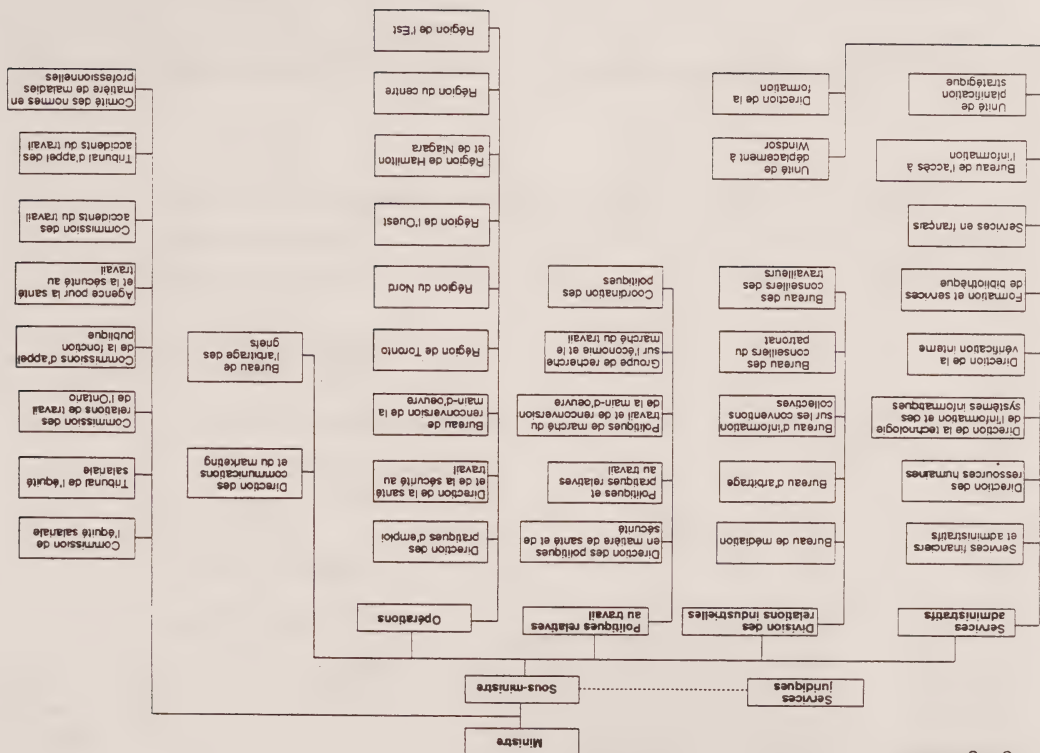 Ministre
Services
juridiques
Sous-ministre
Services
administratifs
Division des
relations industrielles
Politiques relatives
au travail
Opérations
Services financiers
et administratifs
Direction des
ressources humaines
Direction de la technologie
de l'information et des
systèmes informatiques
Direction de la
vérification interne
Formation et services
de bibliothèque
Services en français
Bureau de l'accès à
l'information
Unité de
planification
stratégique
Unité de
déplacement à
Windsor
Direction de la
formation
Bureau de médiation
Bureau d'arbitrage
Bureau d'information
sur les conventions
collectives
Bureau des
conseillers du
patronat
Bureau des
conseillers des
travailleurs
Direction des politiques
en matière de santé et de
sécurité
Politiques et
pratiques relatives
au travail
Politiques de marché du
travail et de reconversion
de la main-d'oeuvre
Groupe de recherche
sur l'économie et le
marché du travail
Coordination des
politiques
Direction des
pratiques d'emploi
Direction de la santé
et de la sécurité au
travail
Bureau de
reconversion de la
main-d'oeuvre
Région de Toronto
Région du Nord
Région de l'Ouest
Région de Hamilton
et de Niagara
Région du centre
Région de l'Est
Direction des
communications
et du marketing
Bureau de
l'arbitrage des
griefs
Commission de
l'équité salariale
Tribunal de l'équité
salariale
Commission des
relations de travail
de l'Ontario
Commissions d'appel
de la fonction
publique
Agence pour la santé
et la sécurité au
travail
Commission des
accidents du travail
Tribunal d'appel des
accidents du travail
Comité des normes en
matière de maladies
professionnelles